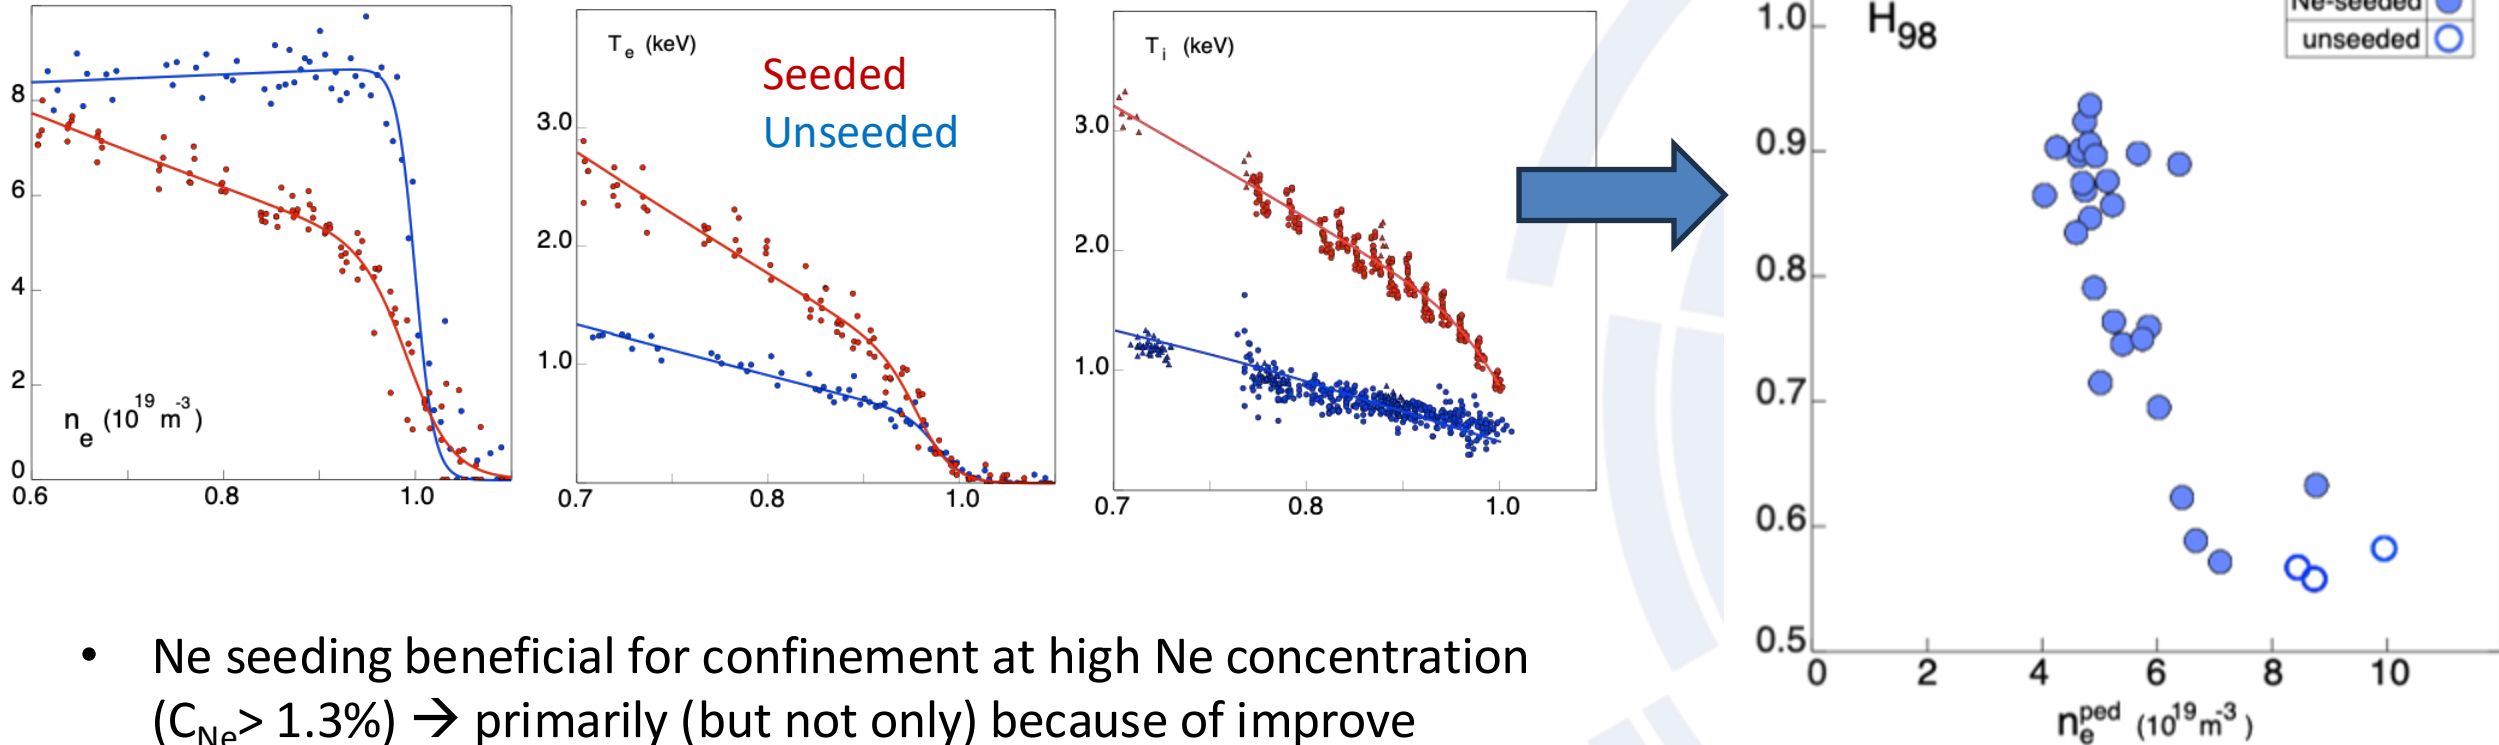 8
6
4
2
0
0.6 0.8 1.0
n_e (10^19 m^-3)
T_e (keV)
Seeded
Unseeded
3.0
2.0
1.0
0.7 0.8 1.0
T_i (keV)
3.0
2.0
1.0
0.7 0.8 1.0
H_98
Ne-seeded
unseeded
1.0
0.9
0.8
0.7
0.6
0.5
0 2 4 6 8 10
n_e^ped (10^19 m^-3)
• Ne seeding beneficial for confinement at high Ne concentration
(C_Ne> 1.3%) → primarily (but not only) because of improve